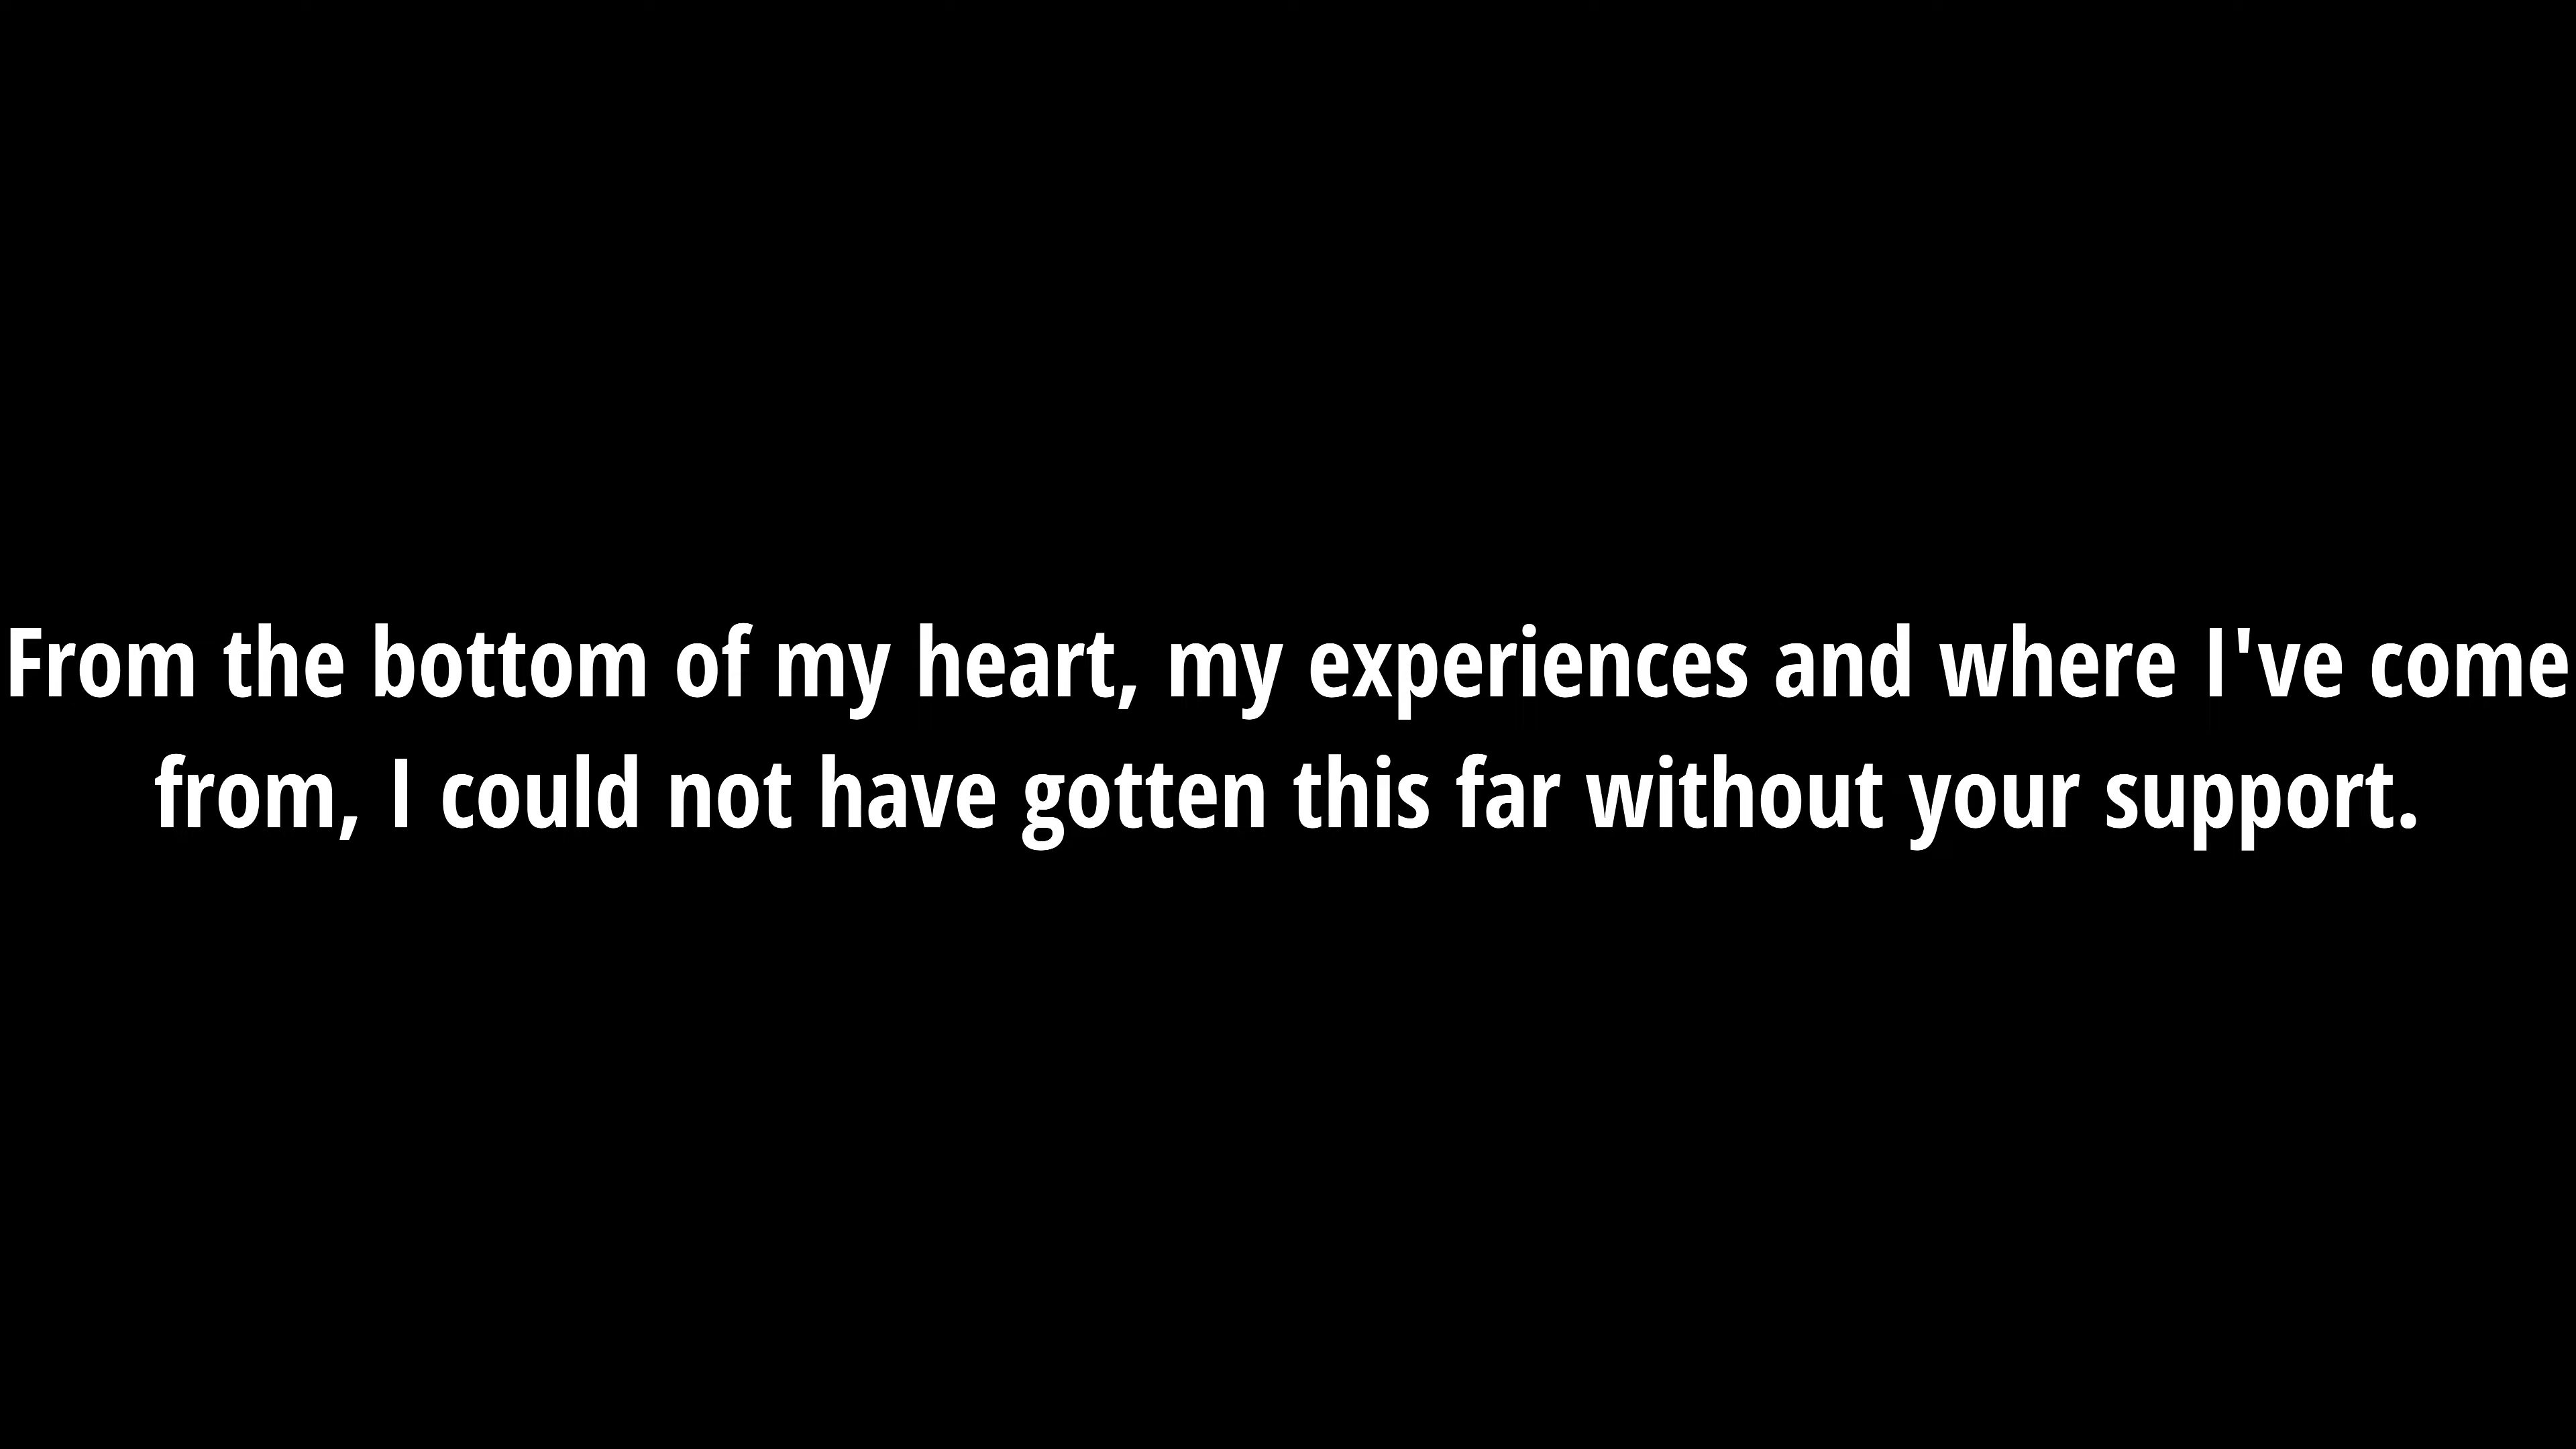 From the bottom of my heart, my experiences and where I've come
from, I could not have gotten this far without your support.